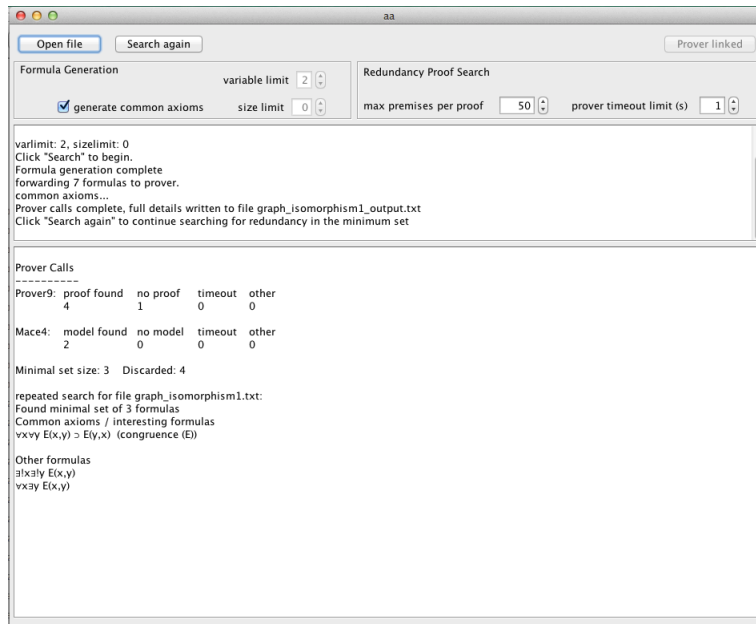 aa
Open file Search again Prover linked
Formula Generation
variable limit 2
generate common axioms size limit 0
Redundancy Proof Search
max premises per proof 50 prover timeout limit (s) 1
varlimit: 2, sizelimit: 0
Click "Search" to begin.
Formula generation complete
forwarding 7 formulas to prover.
common axioms...
Prover calls complete, full details written to file graph_isomorphism1_output.txt
Click "Search again" to continue searching for redundancy in the minimum set
Prover Calls
----------
Prover9: proof found no proof timeout other
4 1 0 0
Mace4: model found no model timeout other
2 0 0 0
Minimal set size: 3 Discarded: 4
repeated search for file graph_isomorphism1.txt:
Found minimal set of 3 formulas
Common axioms / interesting formulas
∀x∀y E(x,y) ⊃ E(y,x) (congruence (E))
Other formulas
∃!x∃!y E(x,y)
∀x∃y E(x,y)